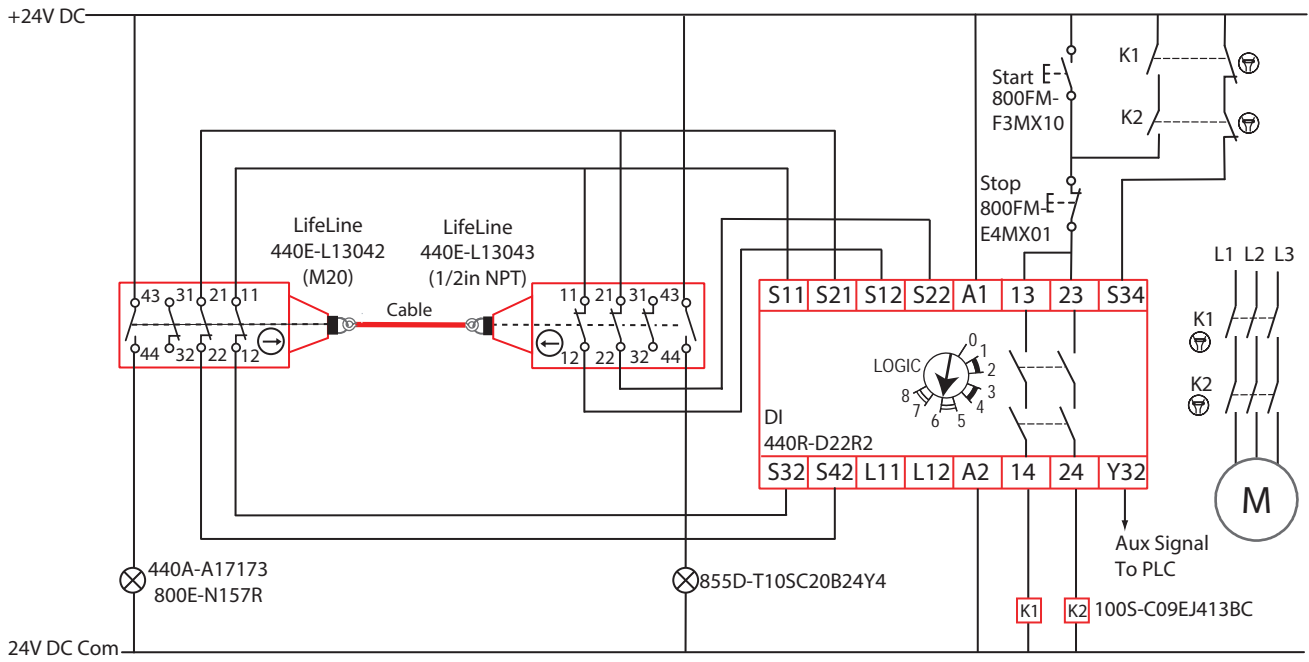 +24V DC
K1
Start
800FM-
F3MX10
K2
Stop
800FM-
E4MX01
LifeLine
440E-L13042
(M20)
LifeLine
440E-L13043
(1/2in NPT)
Cable
43 31 21 11
44 32 22 12
11 21 31 43
12 22 32 44
S11 S21 S12 S22 A1 13 23 S34
LOGIC
0
1
2
3
4
5
6
7
8
DI
440R-D22R2
S32 S42 L11 L12 A2 14 24 Y32
L1 L2 L3
K1
K2
M
Aux Signal
To PLC
440A-A17173
800E-N157R
855D-T10SC20B24Y4
K1
K2 100S-C09EJ413BC
24V DC Com